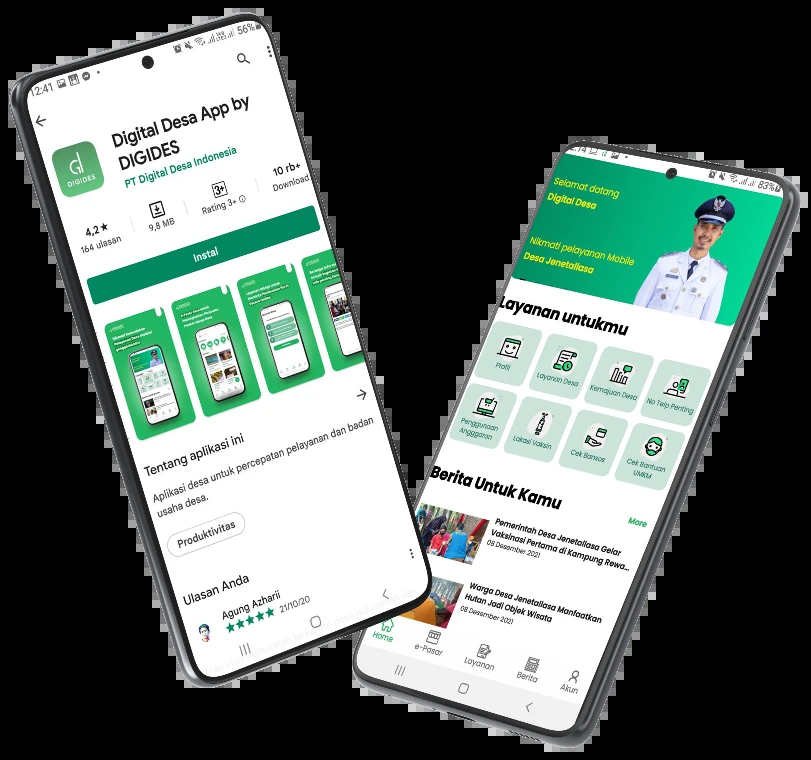 12:41
56%
Digital Desa App by
DIGIDES
PT Digital Desa Indonesia
DIGIDES
4,2★
164 ulasan
9,8 MB
3+
Rating 3+
10 rb+
Download
Instal
Tentang aplikasi ini
Aplikasi desa untuk percepatan pelayanan dan badan
usaha desa.
Produktivitas
Ulasan Anda
Agung Azharii
★★★★★ 21/10/20
83%
Selamat datang
Digital Desa
Nikmati pelayanan Mobile
Desa Jenetallasa
Layanan untukmu
Profil
Layanan Desa
Kemajuan Desa
No Telp Penting
Penggunaan
Angggaran
Lokasi Vaksin
Cek Bansos
Cek Bantuan
UMKM
Berita Untuk Kamu
More
Pemerintah Desa Jenetallasa Gelar
Vaksinasi Pertama di Kampung Rewa...
08 Desember 2021
Warga Desa Jenetallasa Manfaatkan
Hutan Jadi Objek Wisata
08 Desember 2021
Home
e-Pasar
Layanan
Berita
Akun